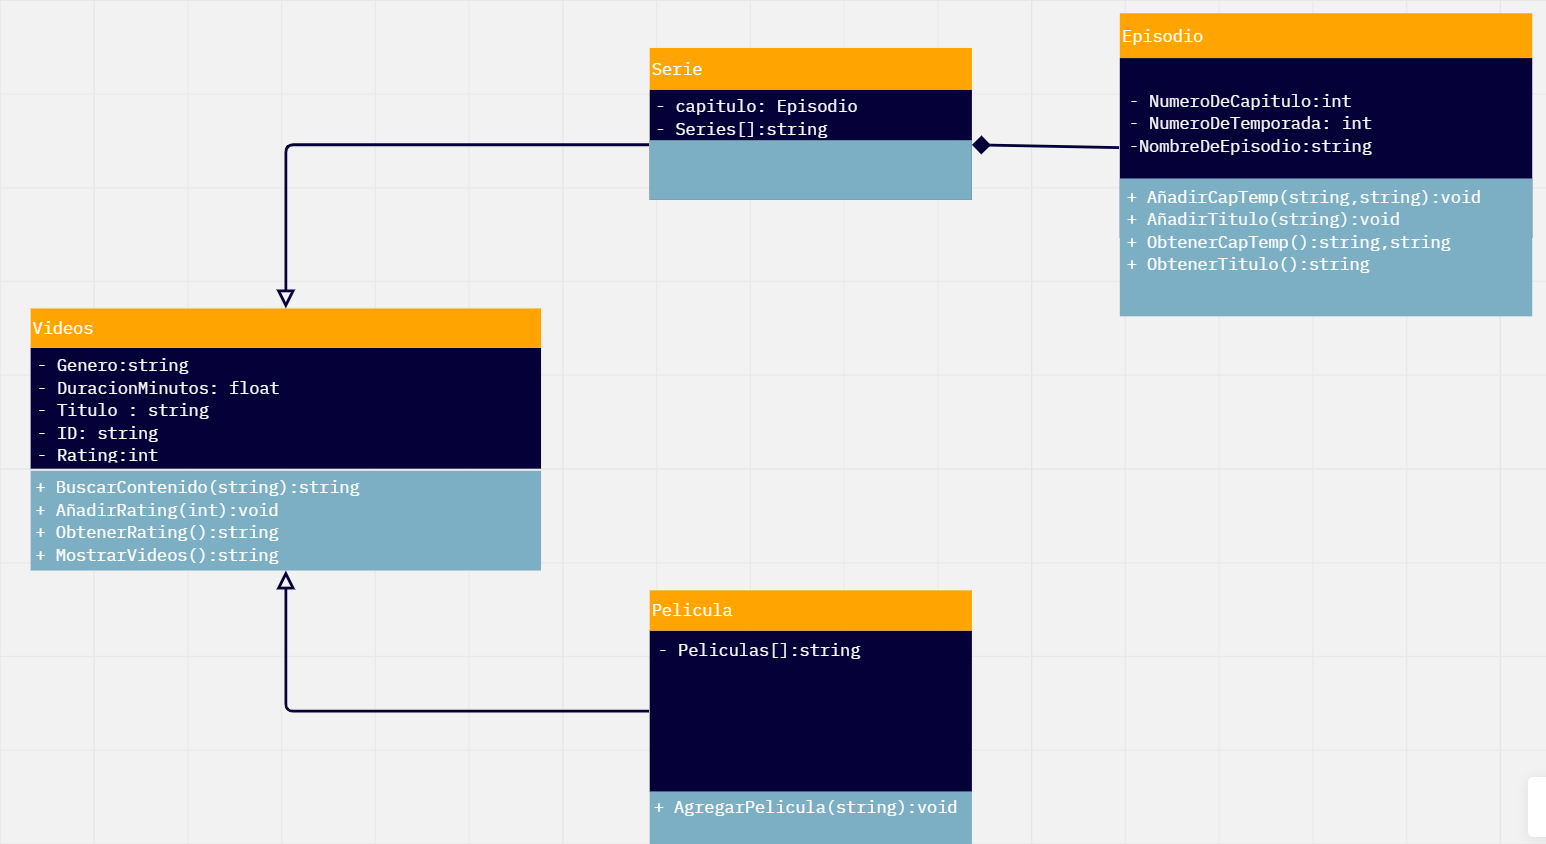 Serie
- capitulo: Episodio
- Series[]:string
Episodio
- NumeroDeCapitulo:int
- NumeroDeTemporada: int
-NombreDeEpisodio:string
+ AñadirCapTemp(string,string):void
+ AñadirTitulo(string):void
+ ObtenerCapTemp():string,string
+ ObtenerTitulo():string
Videos
- Genero:string
- DuracionMinutos: float
- Titulo : string
- ID: string
- Rating:int
+ BuscarContenido(string):string
+ AñadirRating(int):void
+ ObtenerRating():string
+ MostrarVideos():string
Pelicula
- Peliculas[]:string
+ AgregarPelicula(string):void